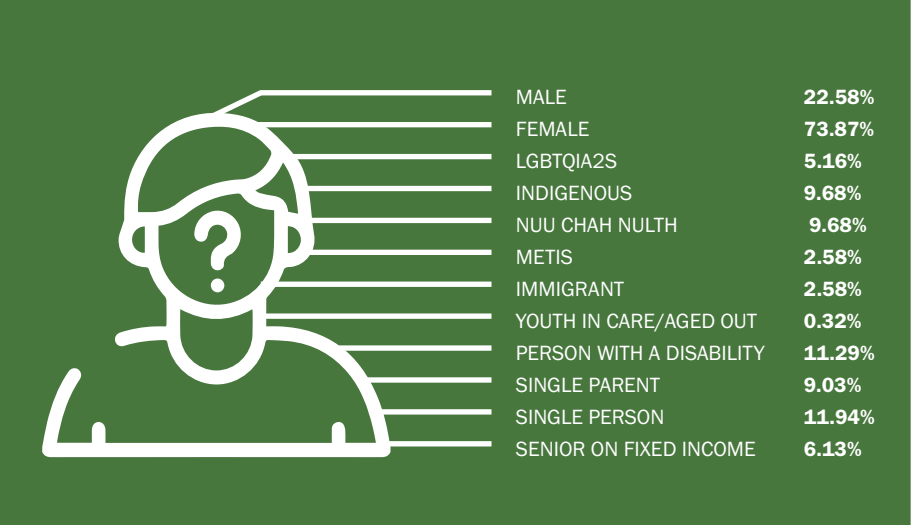 MALE 22.58%
FEMALE 73.87%
LGBTQIA2S 5.16%
INDIGENOUS 9.68%
NUU CHAH NULTH 9.68%
METIS 2.58%
IMMIGRANT 2.58%
YOUTH IN CARE/AGED OUT 0.32%
PERSON WITH A DISABILITY 11.29%
SINGLE PARENT 9.03%
SINGLE PERSON 11.94%
SENIOR ON FIXED INCOME 6.13%
?